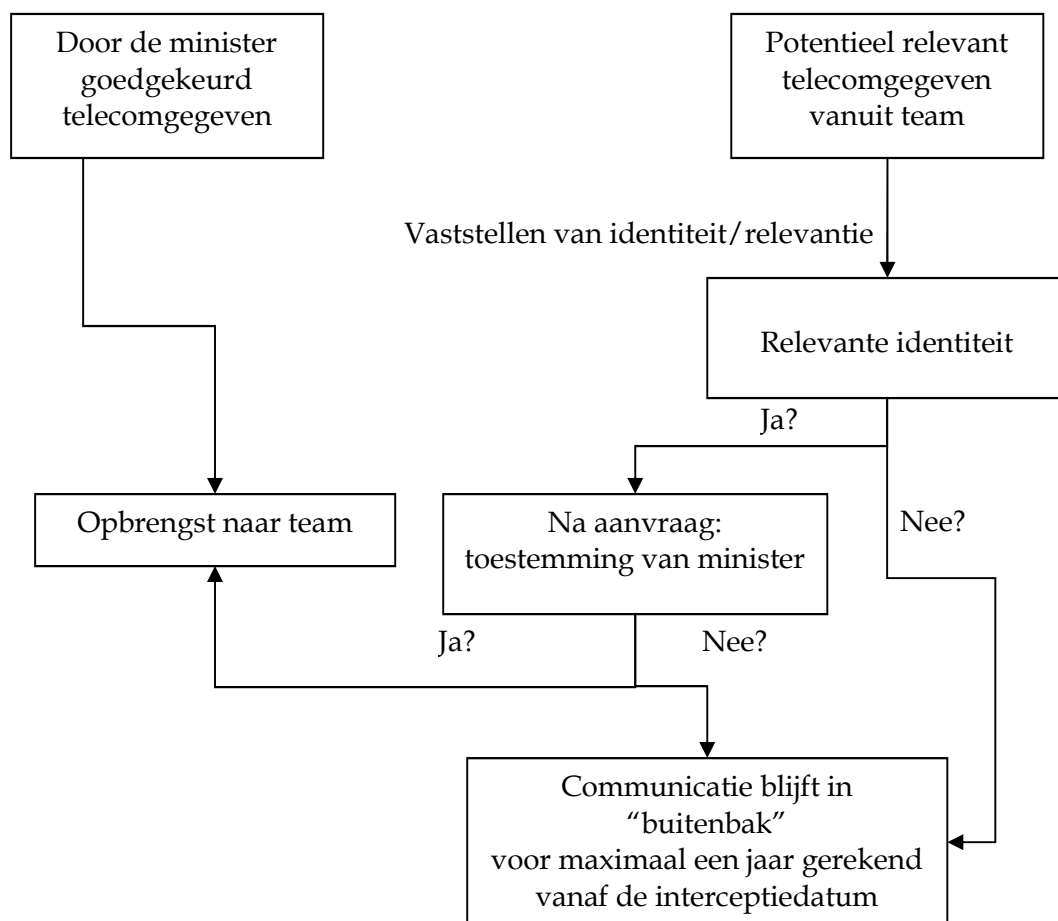 Door de minister
goedgekeurd
telecomgegeven
Potentieel relevant
telecomgegeven
vanuit team
Vaststellen van identiteit/relevantie
Relevante identiteit
Ja?
Opbrengst naar team
Na aanvraag:
toestemming van minister
Nee?
Ja?
Nee?
Communicatie blijft in
“buitenbak”
voor maximaal een jaar gerekend
vanaf de interceptiedatum